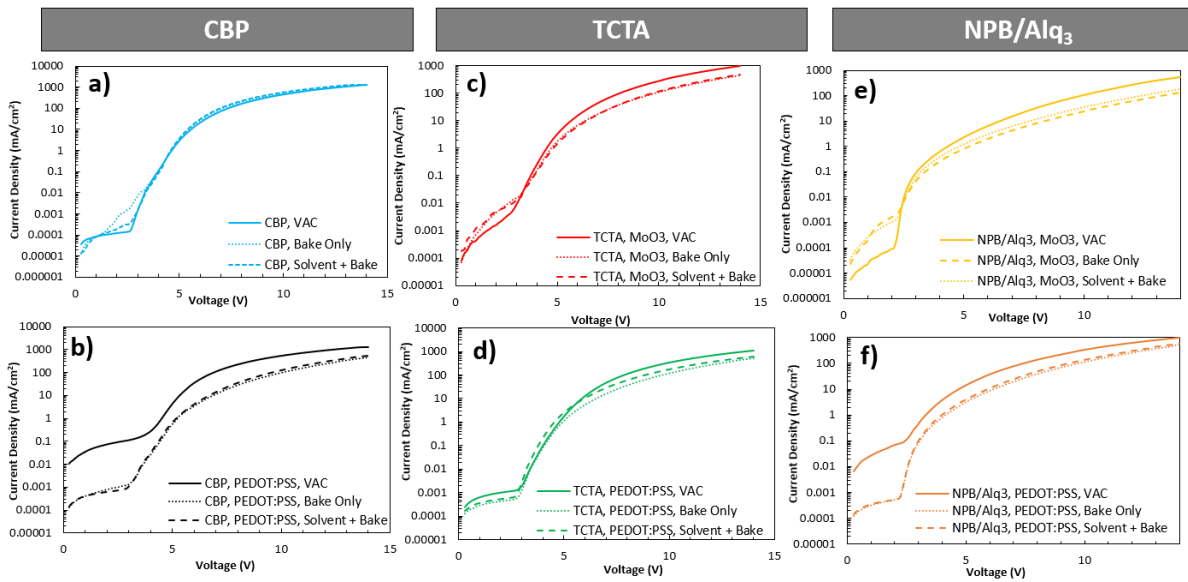 CBP
TCTA
NPB/Alq3
a)
Current Density (mA/cm2)
10000
1000
100
10
1
0.1
0.01
0.001
0.0001
0.00001
CBP, VAC
CBP, Bake Only
CBP, Solvent + Bake
0
5
10
15
Voltage (V)
c)
Current Density (mA/cm2)
1000
100
10
1
0.1
0.01
0.001
0.0001
0.00001
TCTA, MoO3, VAC
TCTA, MoO3, Bake Only
TCTA, MoO3, Solvent + Bake
0
5
10
15
Voltage (V)
e)
Current Density (mA/cm2)
1000
100
10
1
0.1
0.01
0.001
0.0001
0.00001
0.000001
NPB/Alq3, MoO3, VAC
NPB/Alq3, MoO3, Bake Only
NPB/Alq3, MoO3, Solvent + Bake
0
5
10
Voltage (V)
b)
Current Density (mA/cm2)
10000
1000
100
10
1
0.1
0.01
0.001
0.0001
0.00001
CBP, PEDOT:PSS, VAC
CBP, PEDOT:PSS, Bake Only
CBP, PEDOT:PSS, Solvent + Bake
0
5
10
15
Voltage (V)
d)
Current Density (mA/cm2)
10000
1000
100
10
1
0.1
0.01
0.001
0.0001
0.00001
TCTA, PEDOT:PSS, VAC
TCTA, PEDOT:PSS, Bake Only
TCTA, PEDOT:PSS, Solvent + Bake
0
5
10
15
Voltage (V)
f)
Current Density (mA/cm2)
1000
100
10
1
0.1
0.01
0.001
0.0001
0.00001
NPB/Alq3, PEDOT:PSS, VAC
NPB/Alq3, PEDOT:PSS, Bake Only
NPB/Alq3, PEDOT:PSS, Solvent + Bake
0
5
10
Voltage (V)